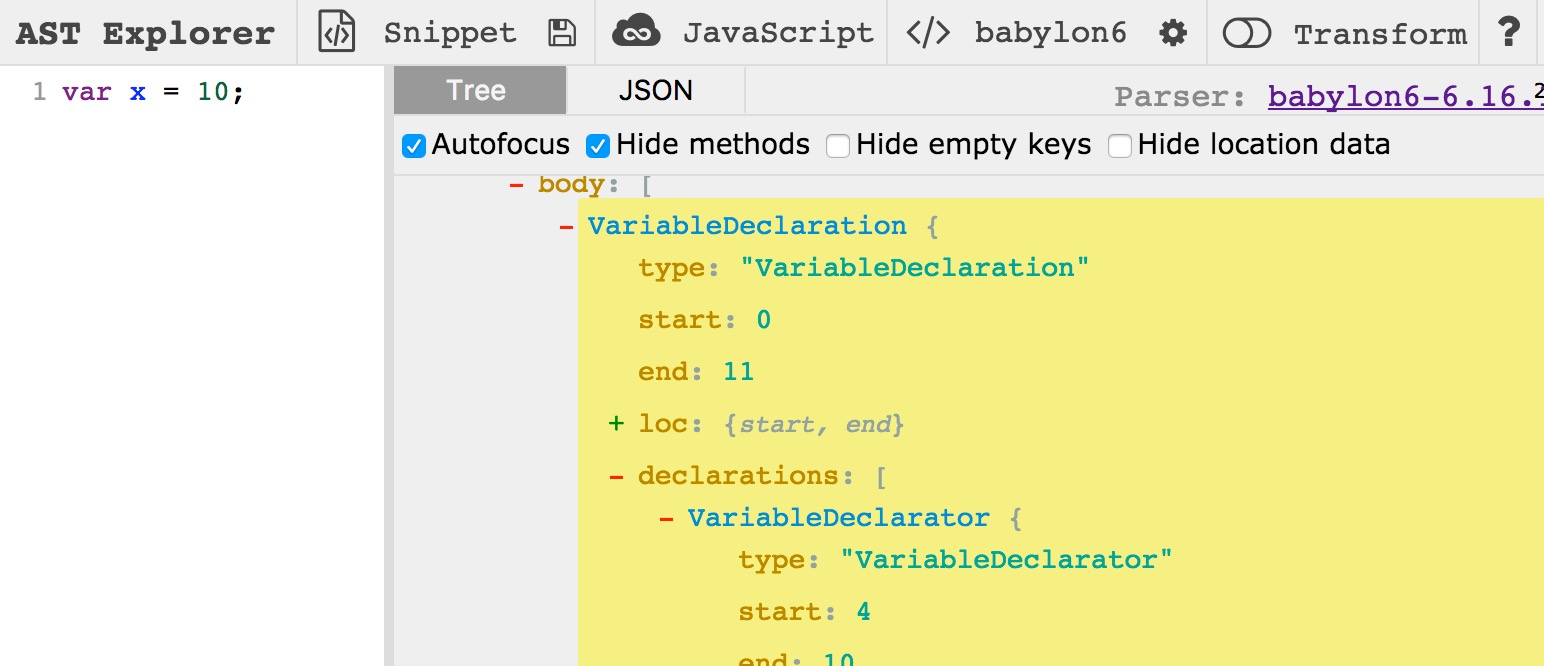 AST Explorer Snippet JavaScript </> babylon6 Transform ?
1 var x = 10;
Tree JSON Parser: babylon6-6.16.
Autofocus Hide methods Hide empty keys Hide location data
- body: [
- VariableDeclaration {
type: "VariableDeclaration"
start: 0
end: 11
+ loc: {start, end}
- declarations: [
- VariableDeclarator {
type: "VariableDeclarator"
start: 4
end: 10